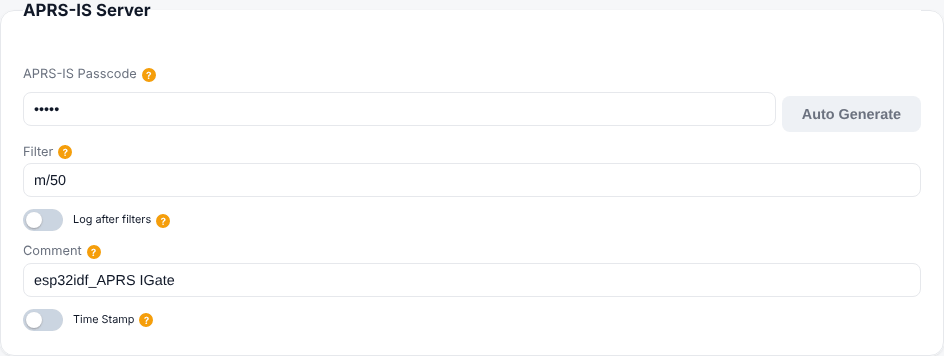 APRS-IS Server
APRS-IS Passcode ?
•••••
Auto Generate
Filter ?
m/50
Log after filters ?
Comment ?
esp32idf_APRS IGate
Time Stamp ?